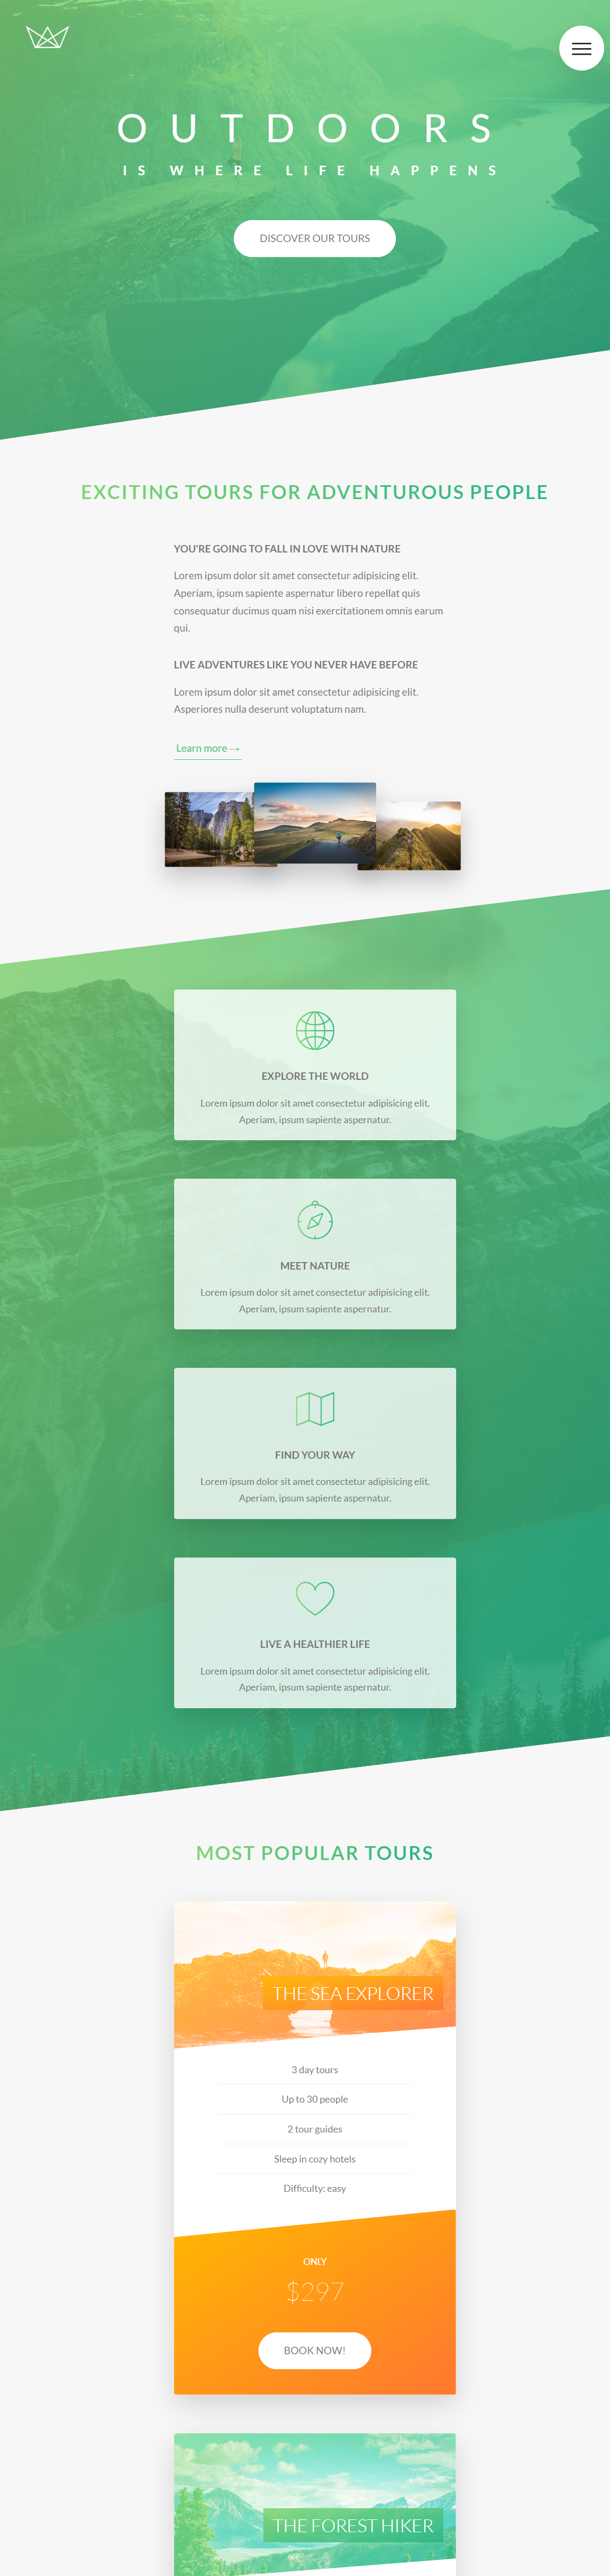 OUTDOORS
IS WHERE LIFE HAPPENS
DISCOVER OUR TOURS
EXCITING TOURS FOR ADVENTUROUS PEOPLE
YOU'RE GOING TO FALL IN LOVE WITH NATURE
Lorem ipsum dolor sit amet consectetur adipisicing elit.
Aperiam, ipsum sapiente aspernatur libero repellat quis
consequatur ducimus quam nisi exercitationem omnis earum
qui.
LIVE ADVENTURES LIKE YOU NEVER HAVE BEFORE
Lorem ipsum dolor sit amet consectetur adipisicing elit.
Asperiores nulla deserunt voluptatum nam.
Learn more →
EXPLORE THE WORLD
Lorem ipsum dolor sit amet consectetur adipisicing elit.
Aperiam, ipsum sapiente aspernatur.
MEET NATURE
Lorem ipsum dolor sit amet consectetur adipisicing elit.
Aperiam, ipsum sapiente aspernatur.
FIND YOUR WAY
Lorem ipsum dolor sit amet consectetur adipisicing elit.
Aperiam, ipsum sapiente aspernatur.
LIVE A HEALTHIER LIFE
Lorem ipsum dolor sit amet consectetur adipisicing elit.
Aperiam, ipsum sapiente aspernatur.
MOST POPULAR TOURS
THE SEA EXPLORER
3 day tours
Up to 30 people
2 tour guides
Sleep in cozy hotels
Difficulty: easy
ONLY
$297
BOOK NOW!
THE FOREST HIKER